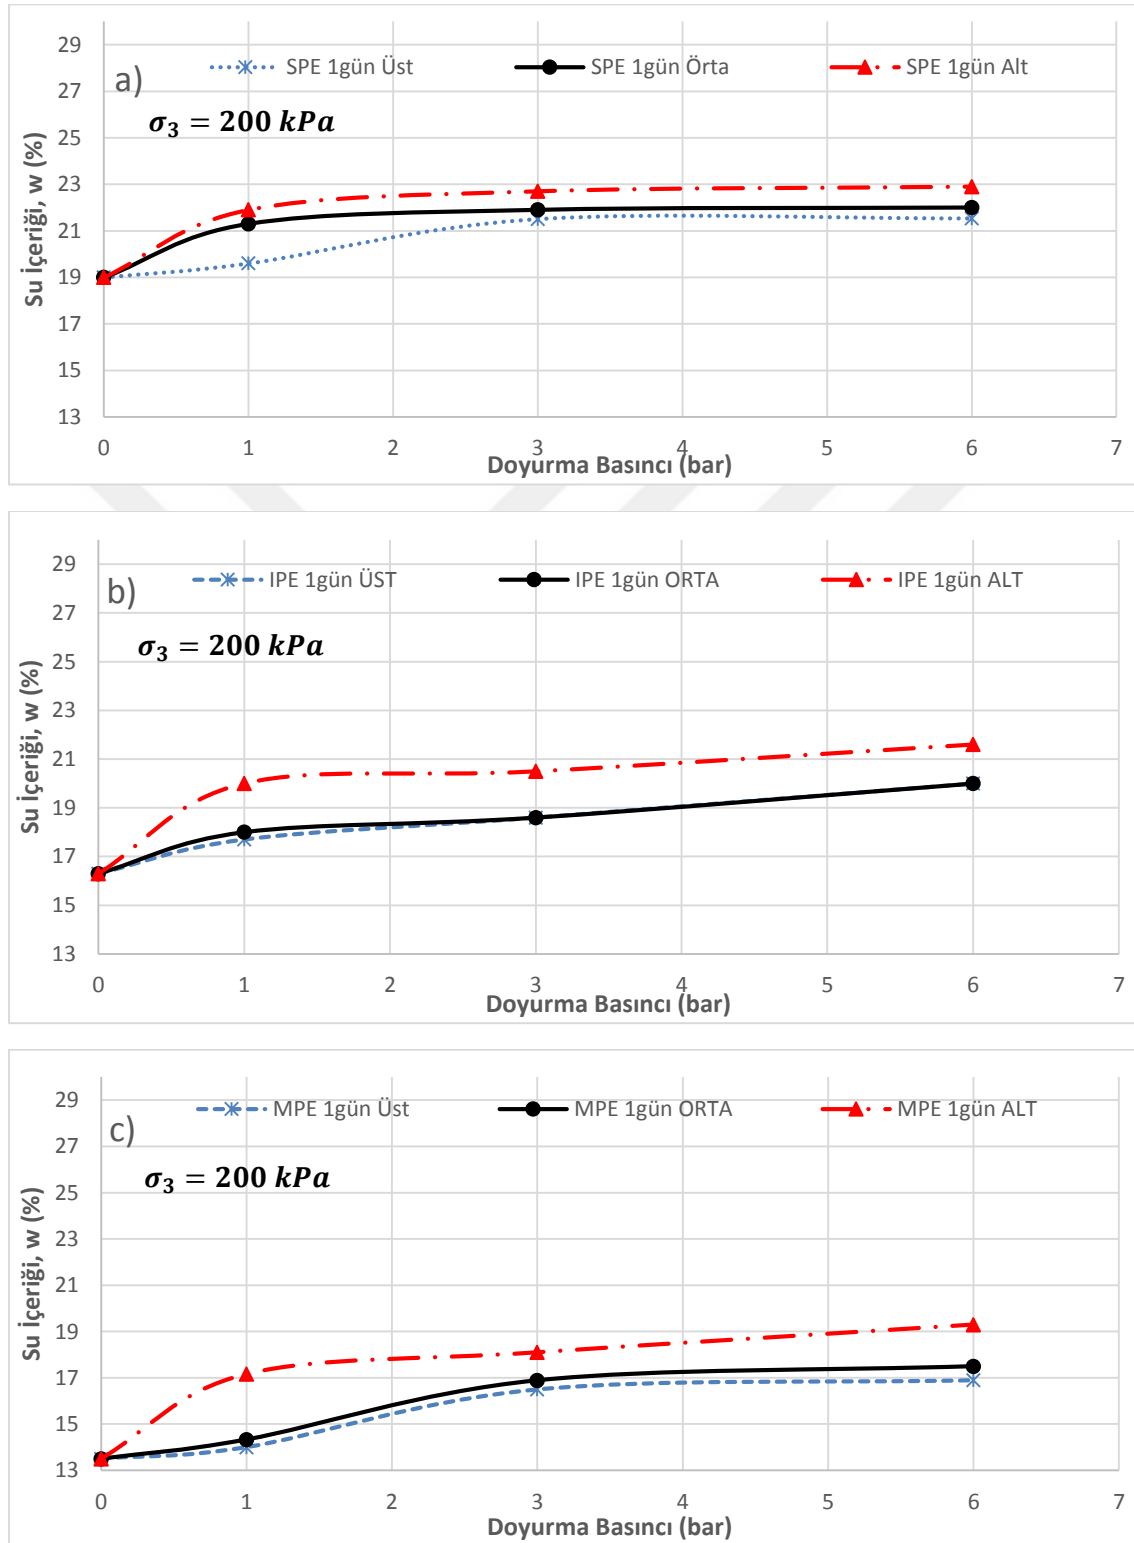 SPE 1gün Üst SPE 1gün Örta SPE 1gün Alt
a)
σ₃ = 200 kPa
Su İçeriği, w (%)
29
27
25
23
21
19
17
15
13
0 1 2 3 4 5 6 7
Doyurma Basıncı (bar)
IPE 1gün ÜST IPE 1gün ORTA IPE 1gün ALT
b)
σ₃ = 200 kPa
Su İçeriği, w (%)
29
27
25
23
21
19
17
15
13
0 1 2 3 4 5 6 7
Doyurma Basıncı (bar)
MPE 1gün Üst MPE 1gün ORTA MPE 1gün ALT
c)
σ₃ = 200 kPa
Su İçeriği, w (%)
29
27
25
23
21
19
17
15
13
0 1 2 3 4 5 6 7
Doyurma Basıncı (bar)